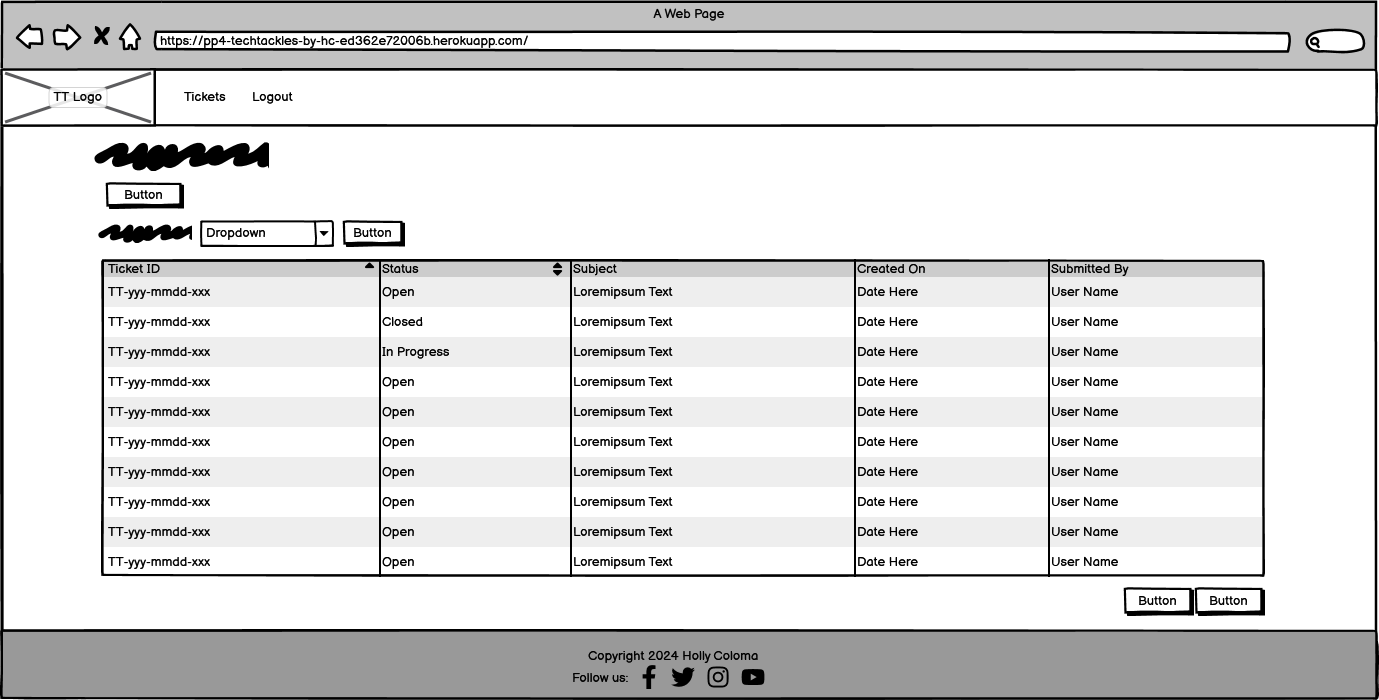 A Web Page
https://pp4-techtackles-by-hc-ed362e72006b.herokuapp.com/
TT Logo Tickets Logout
Button
Dropdown Button
Ticket ID Status Subject Created On Submitted By
TT-yyy-mmdd-xxx Open Loremipsum Text Date Here User Name
TT-yyy-mmdd-xxx Closed Loremipsum Text Date Here User Name
TT-yyy-mmdd-xxx In Progress Loremipsum Text Date Here User Name
TT-yyy-mmdd-xxx Open Loremipsum Text Date Here User Name
TT-yyy-mmdd-xxx Open Loremipsum Text Date Here User Name
TT-yyy-mmdd-xxx Open Loremipsum Text Date Here User Name
TT-yyy-mmdd-xxx Open Loremipsum Text Date Here User Name
TT-yyy-mmdd-xxx Open Loremipsum Text Date Here User Name
TT-yyy-mmdd-xxx Open Loremipsum Text Date Here User Name
TT-yyy-mmdd-xxx Open Loremipsum Text Date Here User Name
Button Button
Copyright 2024 Holly Coloma
Follow us: